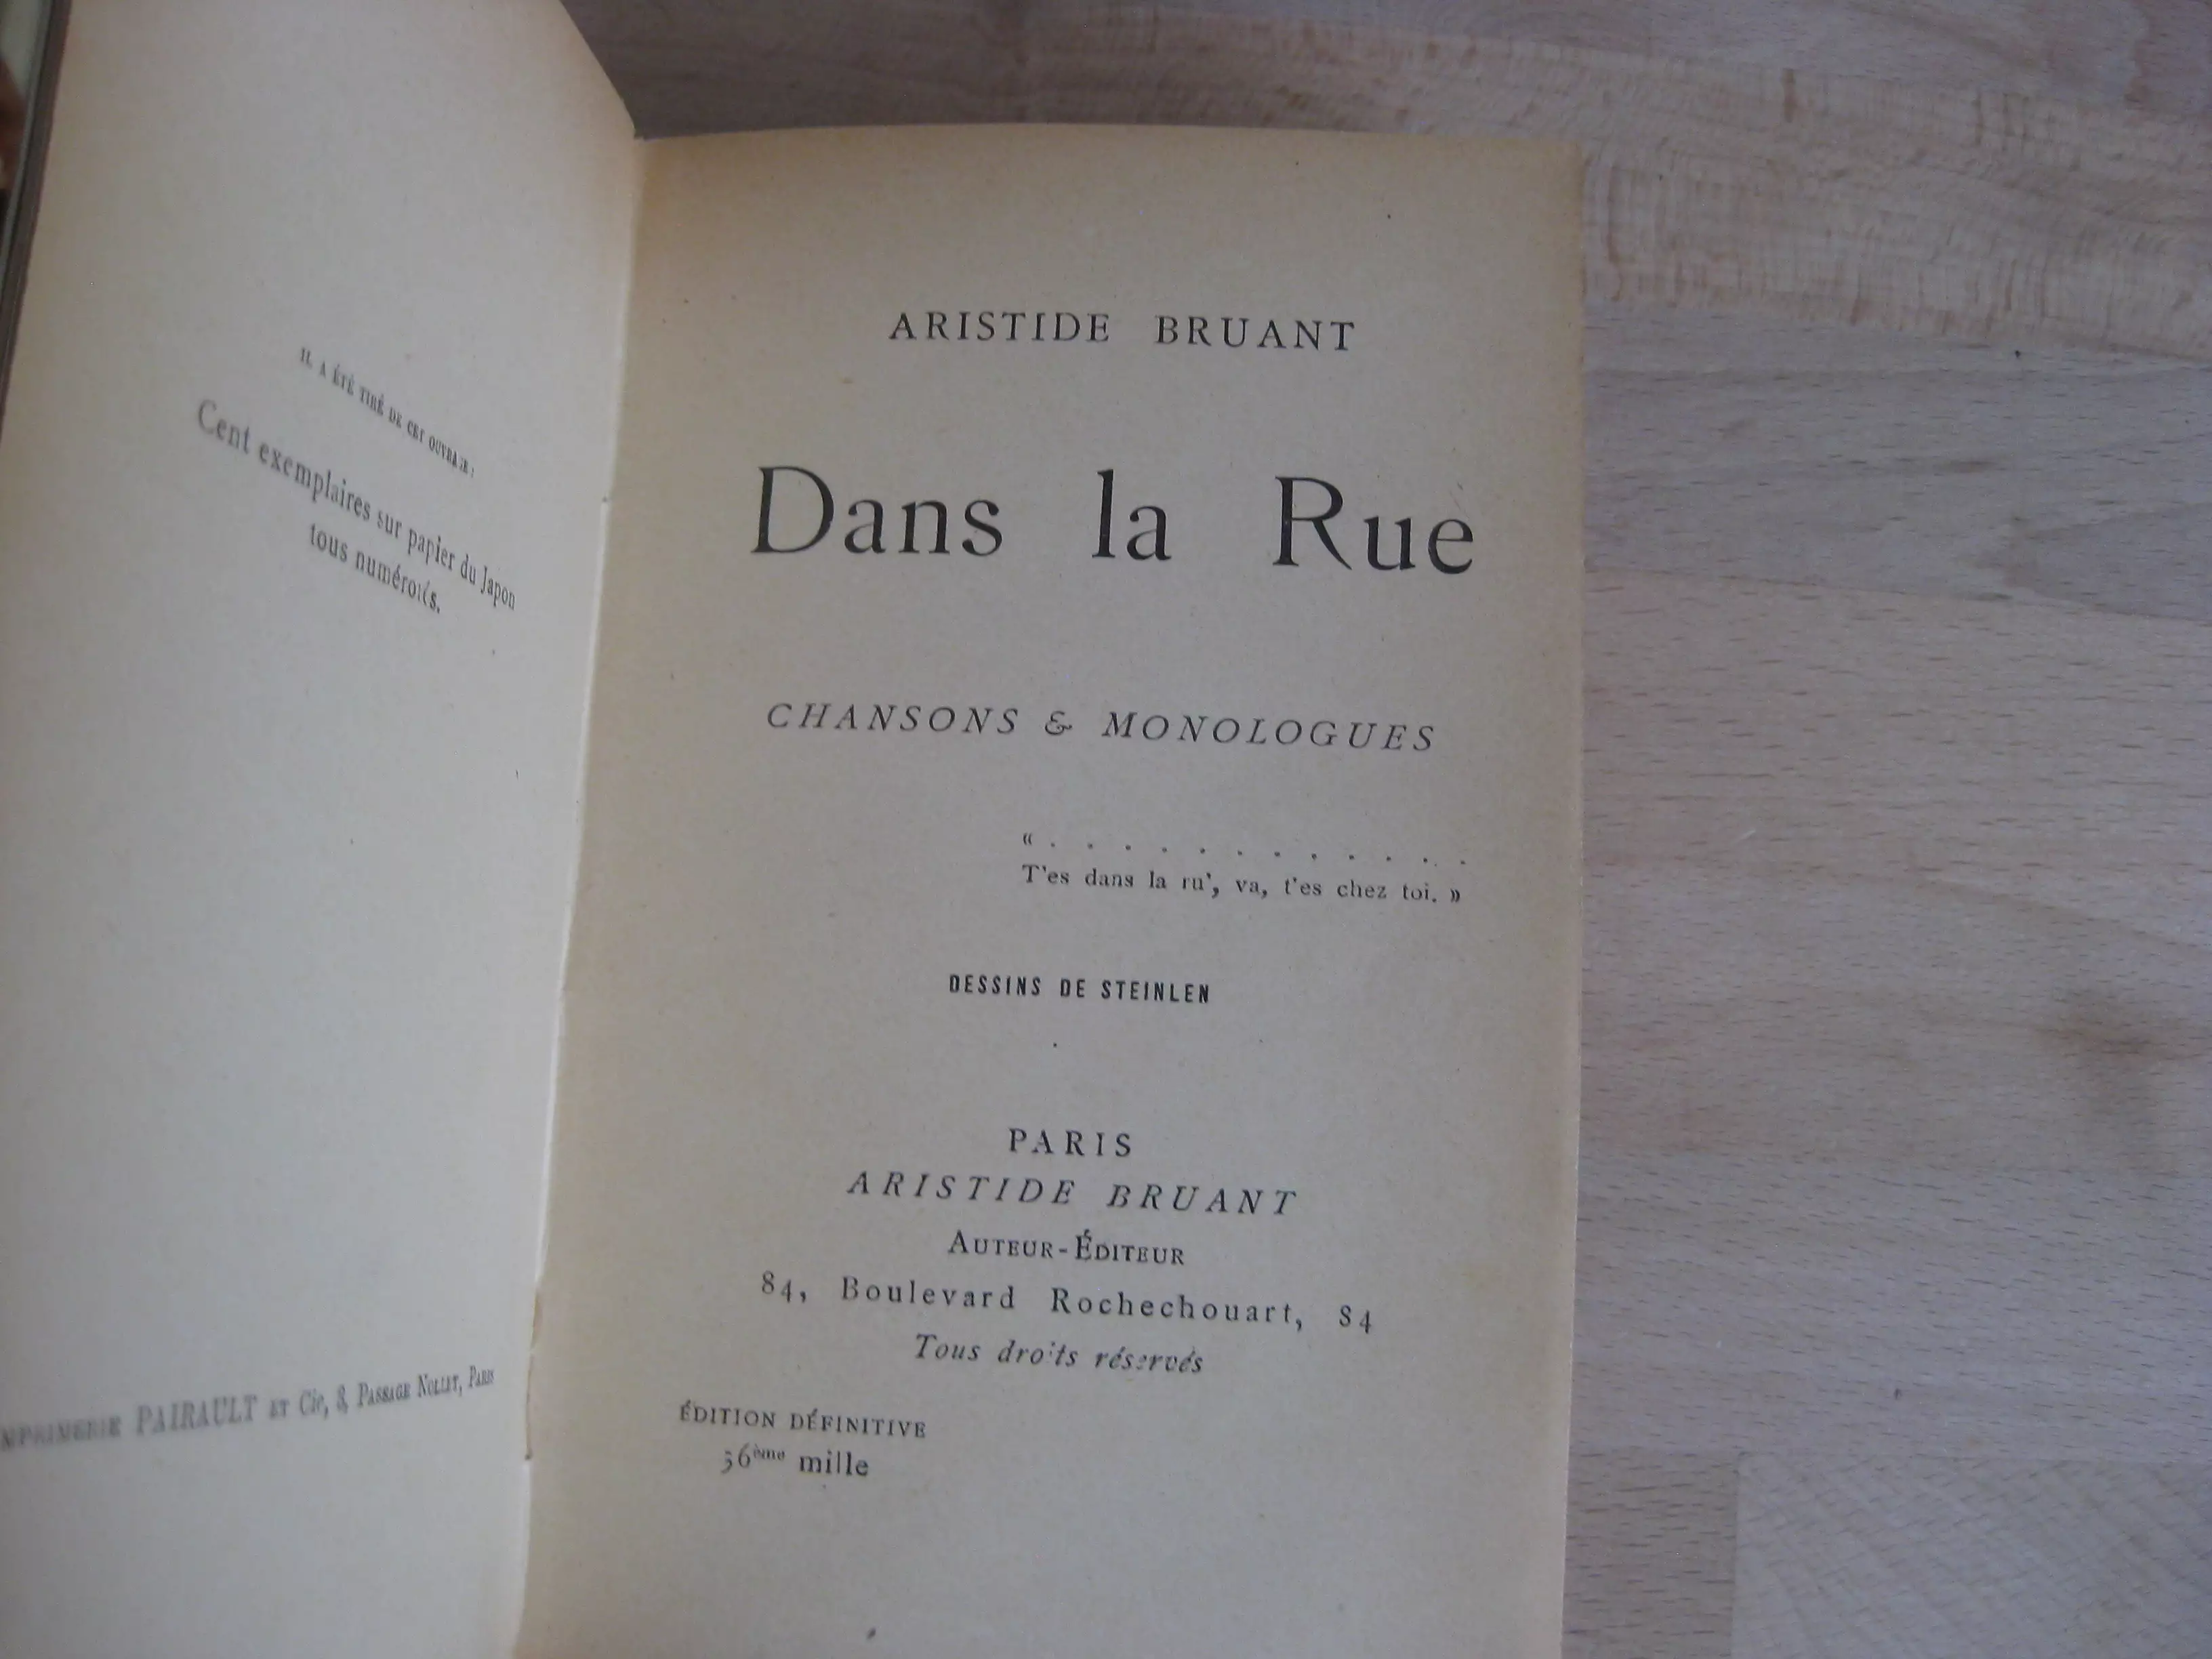 IL A ÉTÉ TIRÉ DE CET OUVRAGE :
Cent exemplaires sur papier du Japon
tous numérotés.
IMPRIMERIE PAIRAULT ET Cie, 3, PASSAGE NOLLET, PARIS
ARISTIDE BRUANT
Dans la Rue
CHANSONS & MONOLOGUES
« . . . . . . . . . . . .
T'es dans la ru', va, t'es chez toi. »
DESSINS DE STEINLEN
PARIS
ARISTIDE BRUANT
AUTEUR-ÉDITEUR
84, Boulevard Rochechouart, 84
Tous droits réservés
ÉDITION DÉFINITIVE
36ème mille